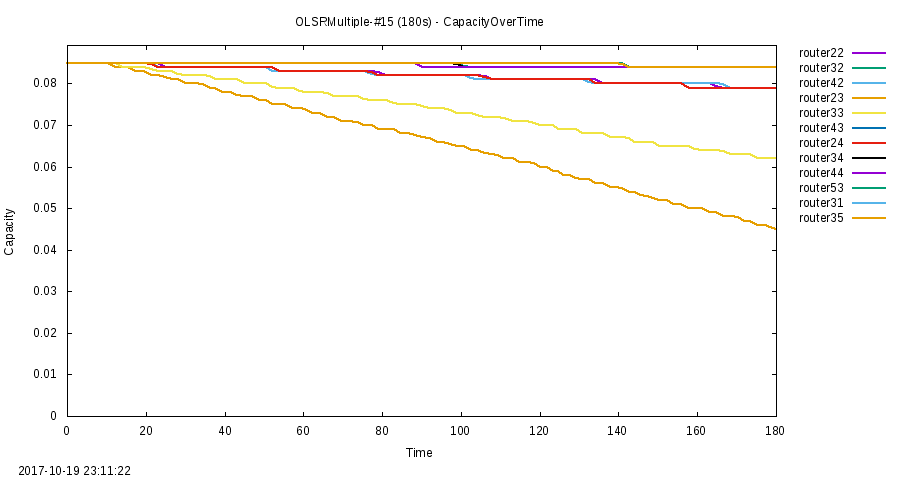 OLSRMultiple-#15 (180s) - CapacityOverTime
router22
router32
router42
router23
router33
router43
router24
router34
router44
router53
router31
router35
0.08
0.07
0.06
0.05
0.04
0.03
0.02
0.01
0
Capacity
0 20 40 60 80 100 120 140 160 180
Time
2017-10-19 23:11:22